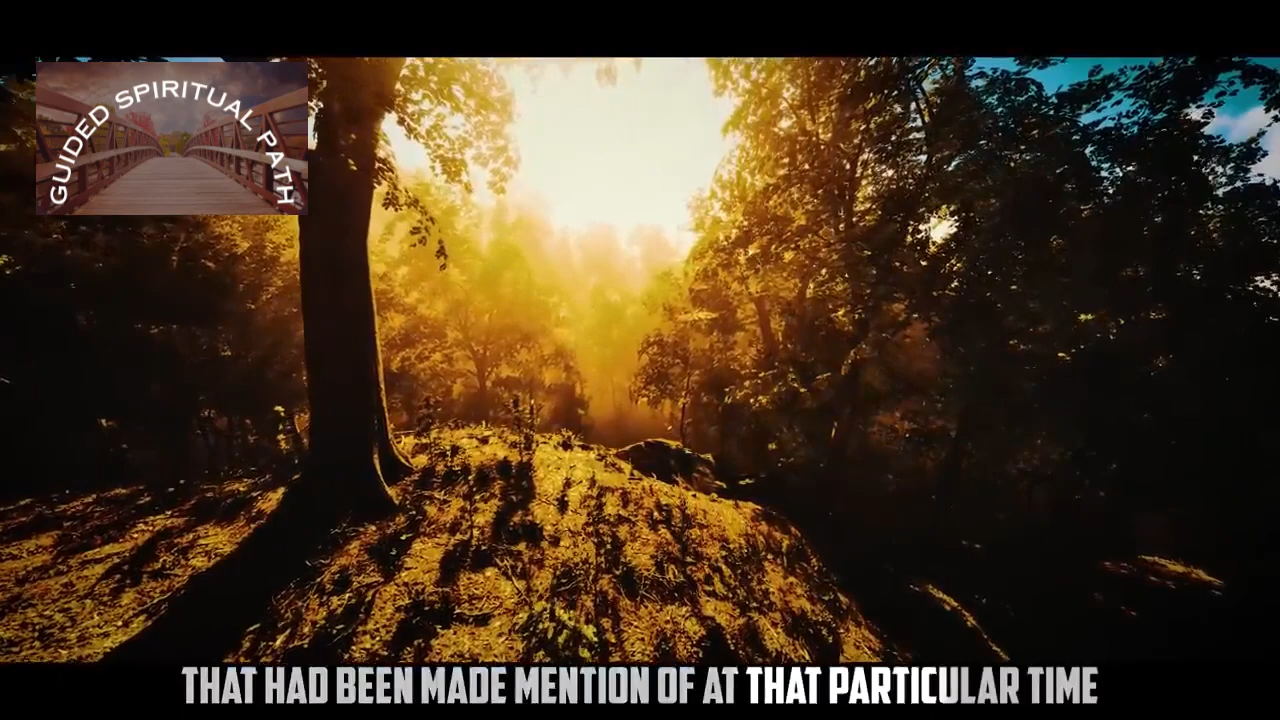 GUIDED SPIRITUAL PATH
THAT HAD BEEN MADE MENTION OF AT THAT PARTICULAR TIME